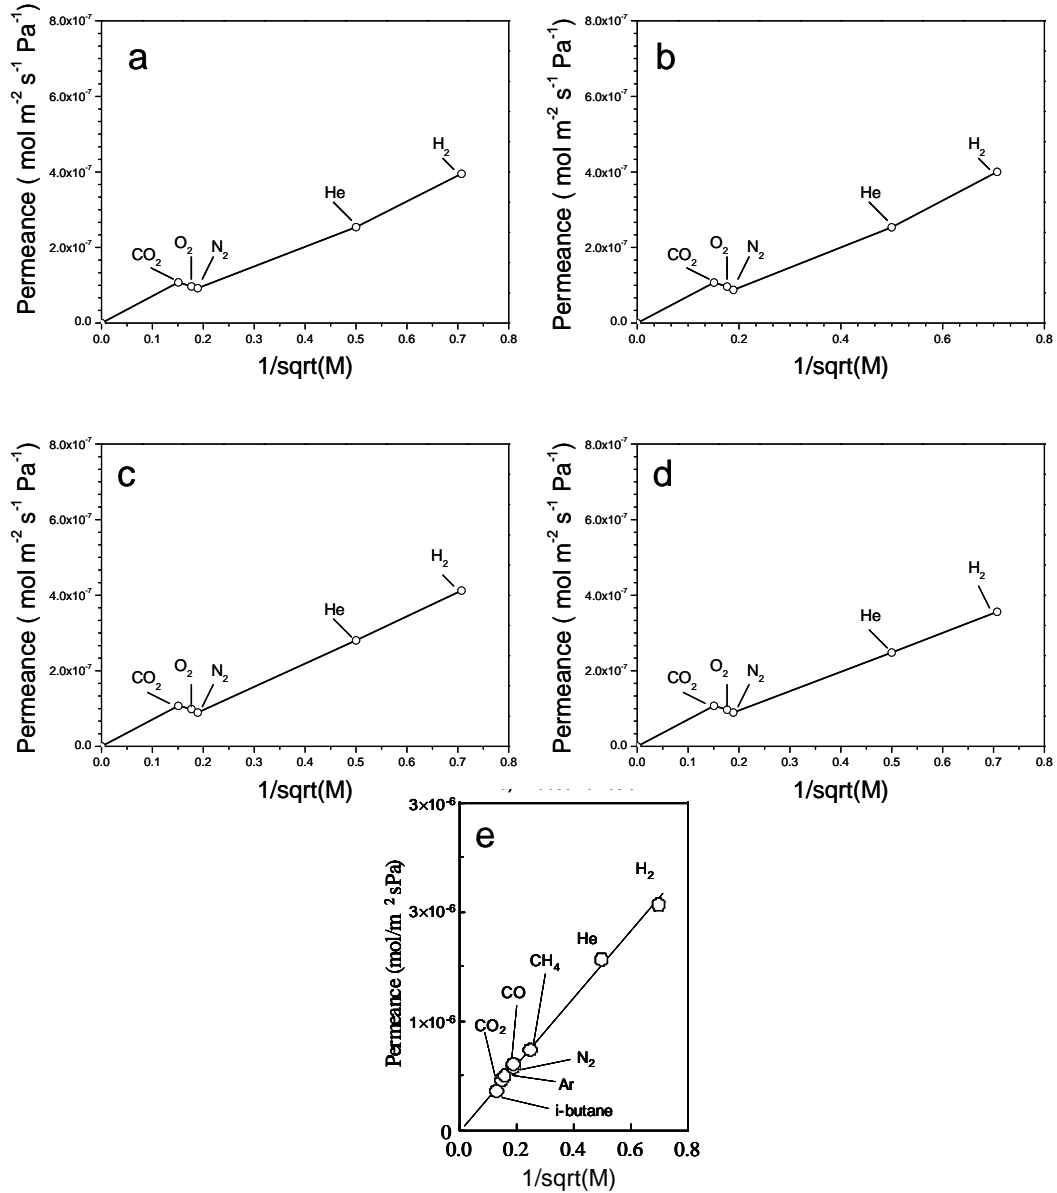 a
Permeance ( mol m-2 s-1 Pa-1)
8.0x10-7
6.0x10-7
4.0x10-7
2.0x10-7
0.0
CO2
O2
N2
He
H2
0.0 0.1 0.2 0.3 0.4 0.5 0.6 0.7 0.8
1/sqrt(M)
b
Permeance ( mol m-2 s-1 Pa-1)
8.0x10-7
6.0x10-7
4.0x10-7
2.0x10-7
0.0
CO2
O2
N2
He
H2
0.0 0.1 0.2 0.3 0.4 0.5 0.6 0.7 0.8
1/sqrt(M)
c
Permeance ( mol m-2 s-1 Pa-1)
8.0x10-7
6.0x10-7
4.0x10-7
2.0x10-7
0.0
CO2
O2
N2
He
H2
0.0 0.1 0.2 0.3 0.4 0.5 0.6 0.7 0.8
1/sqrt(M)
d
Permeance ( mol m-2 s-1 Pa-1)
8.0x10-7
6.0x10-7
4.0x10-7
2.0x10-7
0.0
CO2
O2
N2
He
H2
0.0 0.1 0.2 0.3 0.4 0.5 0.6 0.7 0.8
1/sqrt(M)
e
Permeance (mol/m 2 sPa)
3×10-6
3×10-6
1×10-6
0
H2
He
CH4
CO
CO2
N2
Ar
i-butane
0.0 0.2 0.4 0.6 0.8
1/sqrt(M)